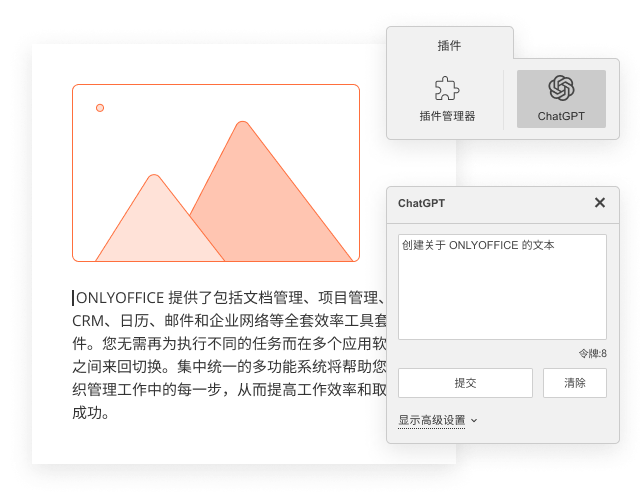 插件
插件管理器
ChatGPT
ChatGPT
创建关于 ONLYOFFICE 的文本
令牌:8
提交
清除
显示高级设置
ONLYOFFICE 提供了包括文档管理、项目管理、
CRM、日历、邮件和企业网络等全套效率工具套
件。您无需再为执行不同的任务而在多个应用软
之间来回切换。集中统一的多功能系统将帮助您
织管理工作中的每一步，从而提高工作效率和取
成功。